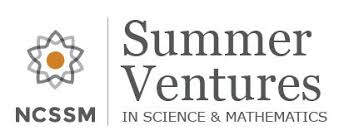 NCSSM
Summer
Ventures
IN SCIENCE & MATHEMATICS